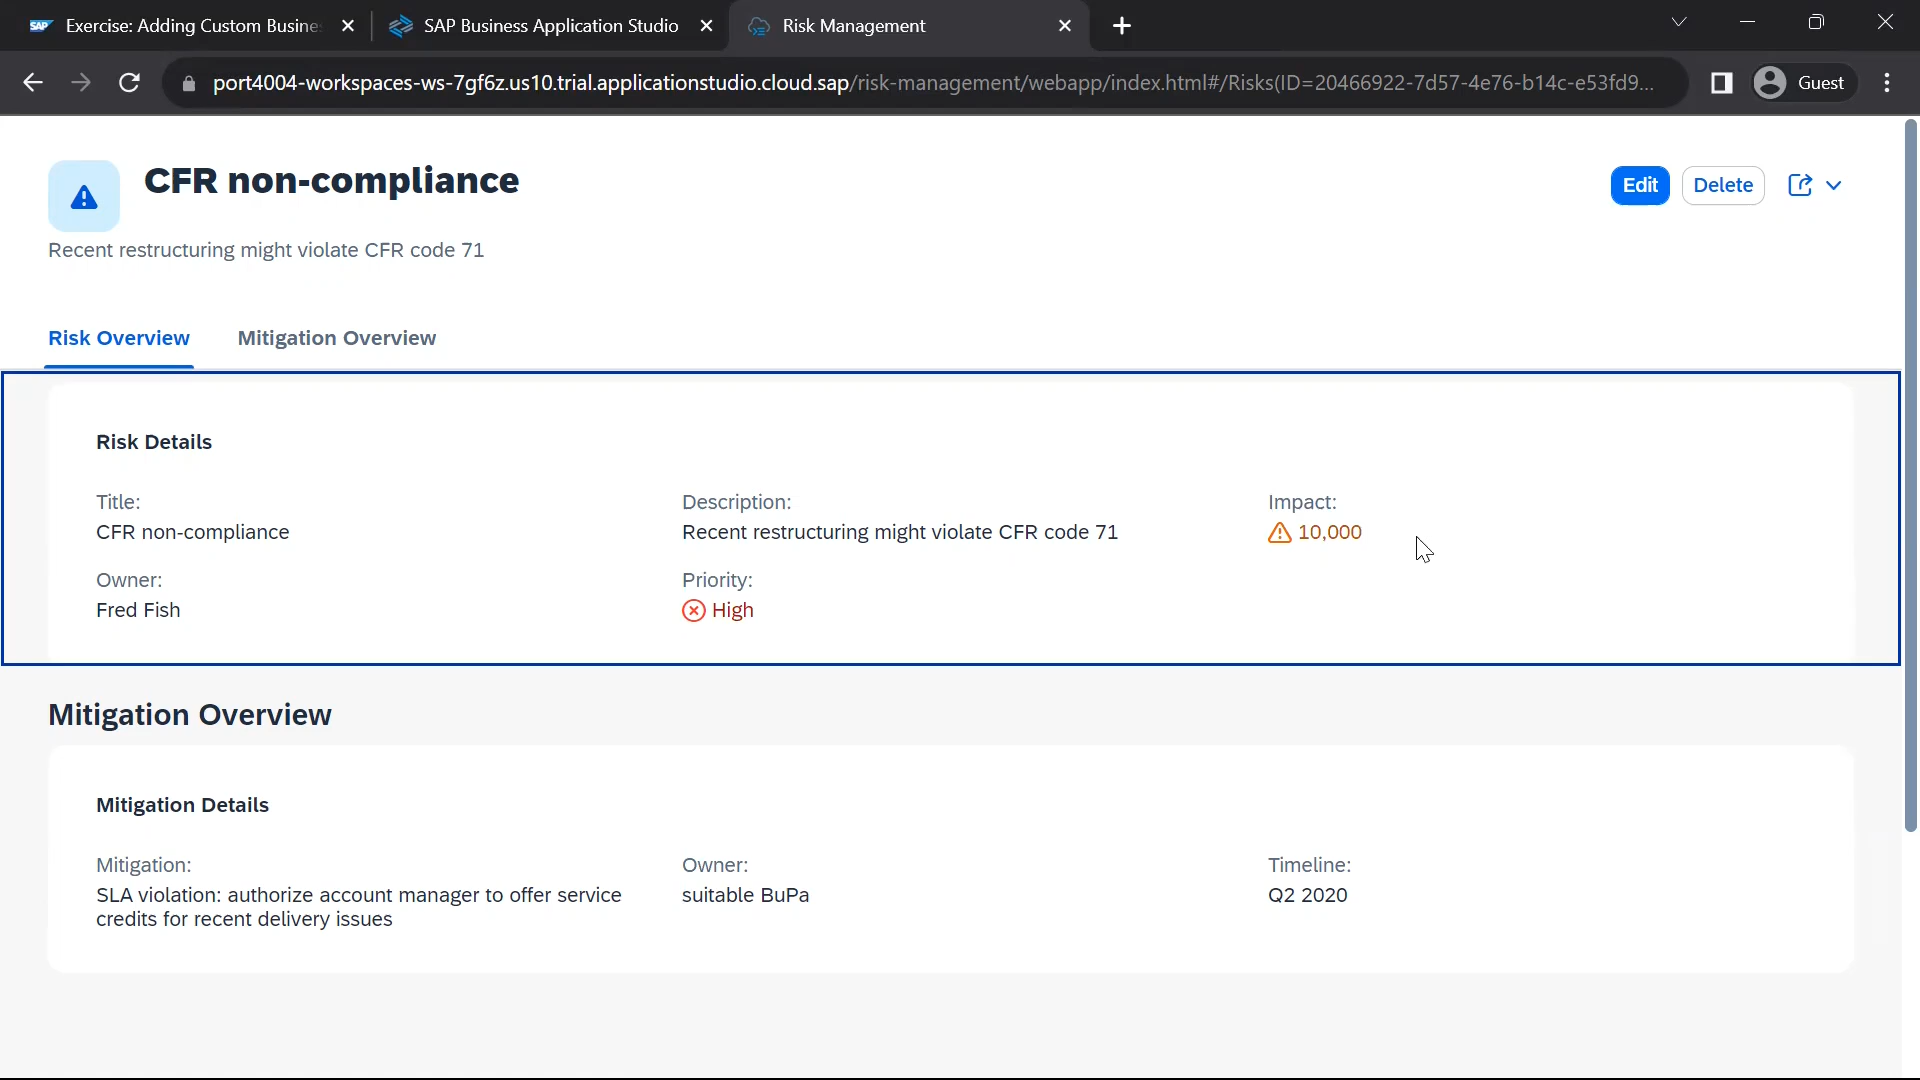 SAP Exercise: Adding Custom Busine
SAP Business Application Studio
Risk Management
port4004-workspaces-ws-7gf6z.us10.trial.applicationstudio.cloud.sap/risk-management/webapp/index.html#/Risks(ID=20466922-7d57-4e76-b14c-e53fd9...
Guest
CFR non-compliance
Edit
Delete
Recent restructuring might violate CFR code 71
Risk Overview
Mitigation Overview
Risk Details
Title:
CFR non-compliance
Description:
Recent restructuring might violate CFR code 71
Impact:
10,000
Owner:
Fred Fish
Priority:
High
Mitigation Overview
Mitigation Details
Mitigation:
SLA violation: authorize account manager to offer service
credits for recent delivery issues
Owner:
suitable BuPa
Timeline:
Q2 2020